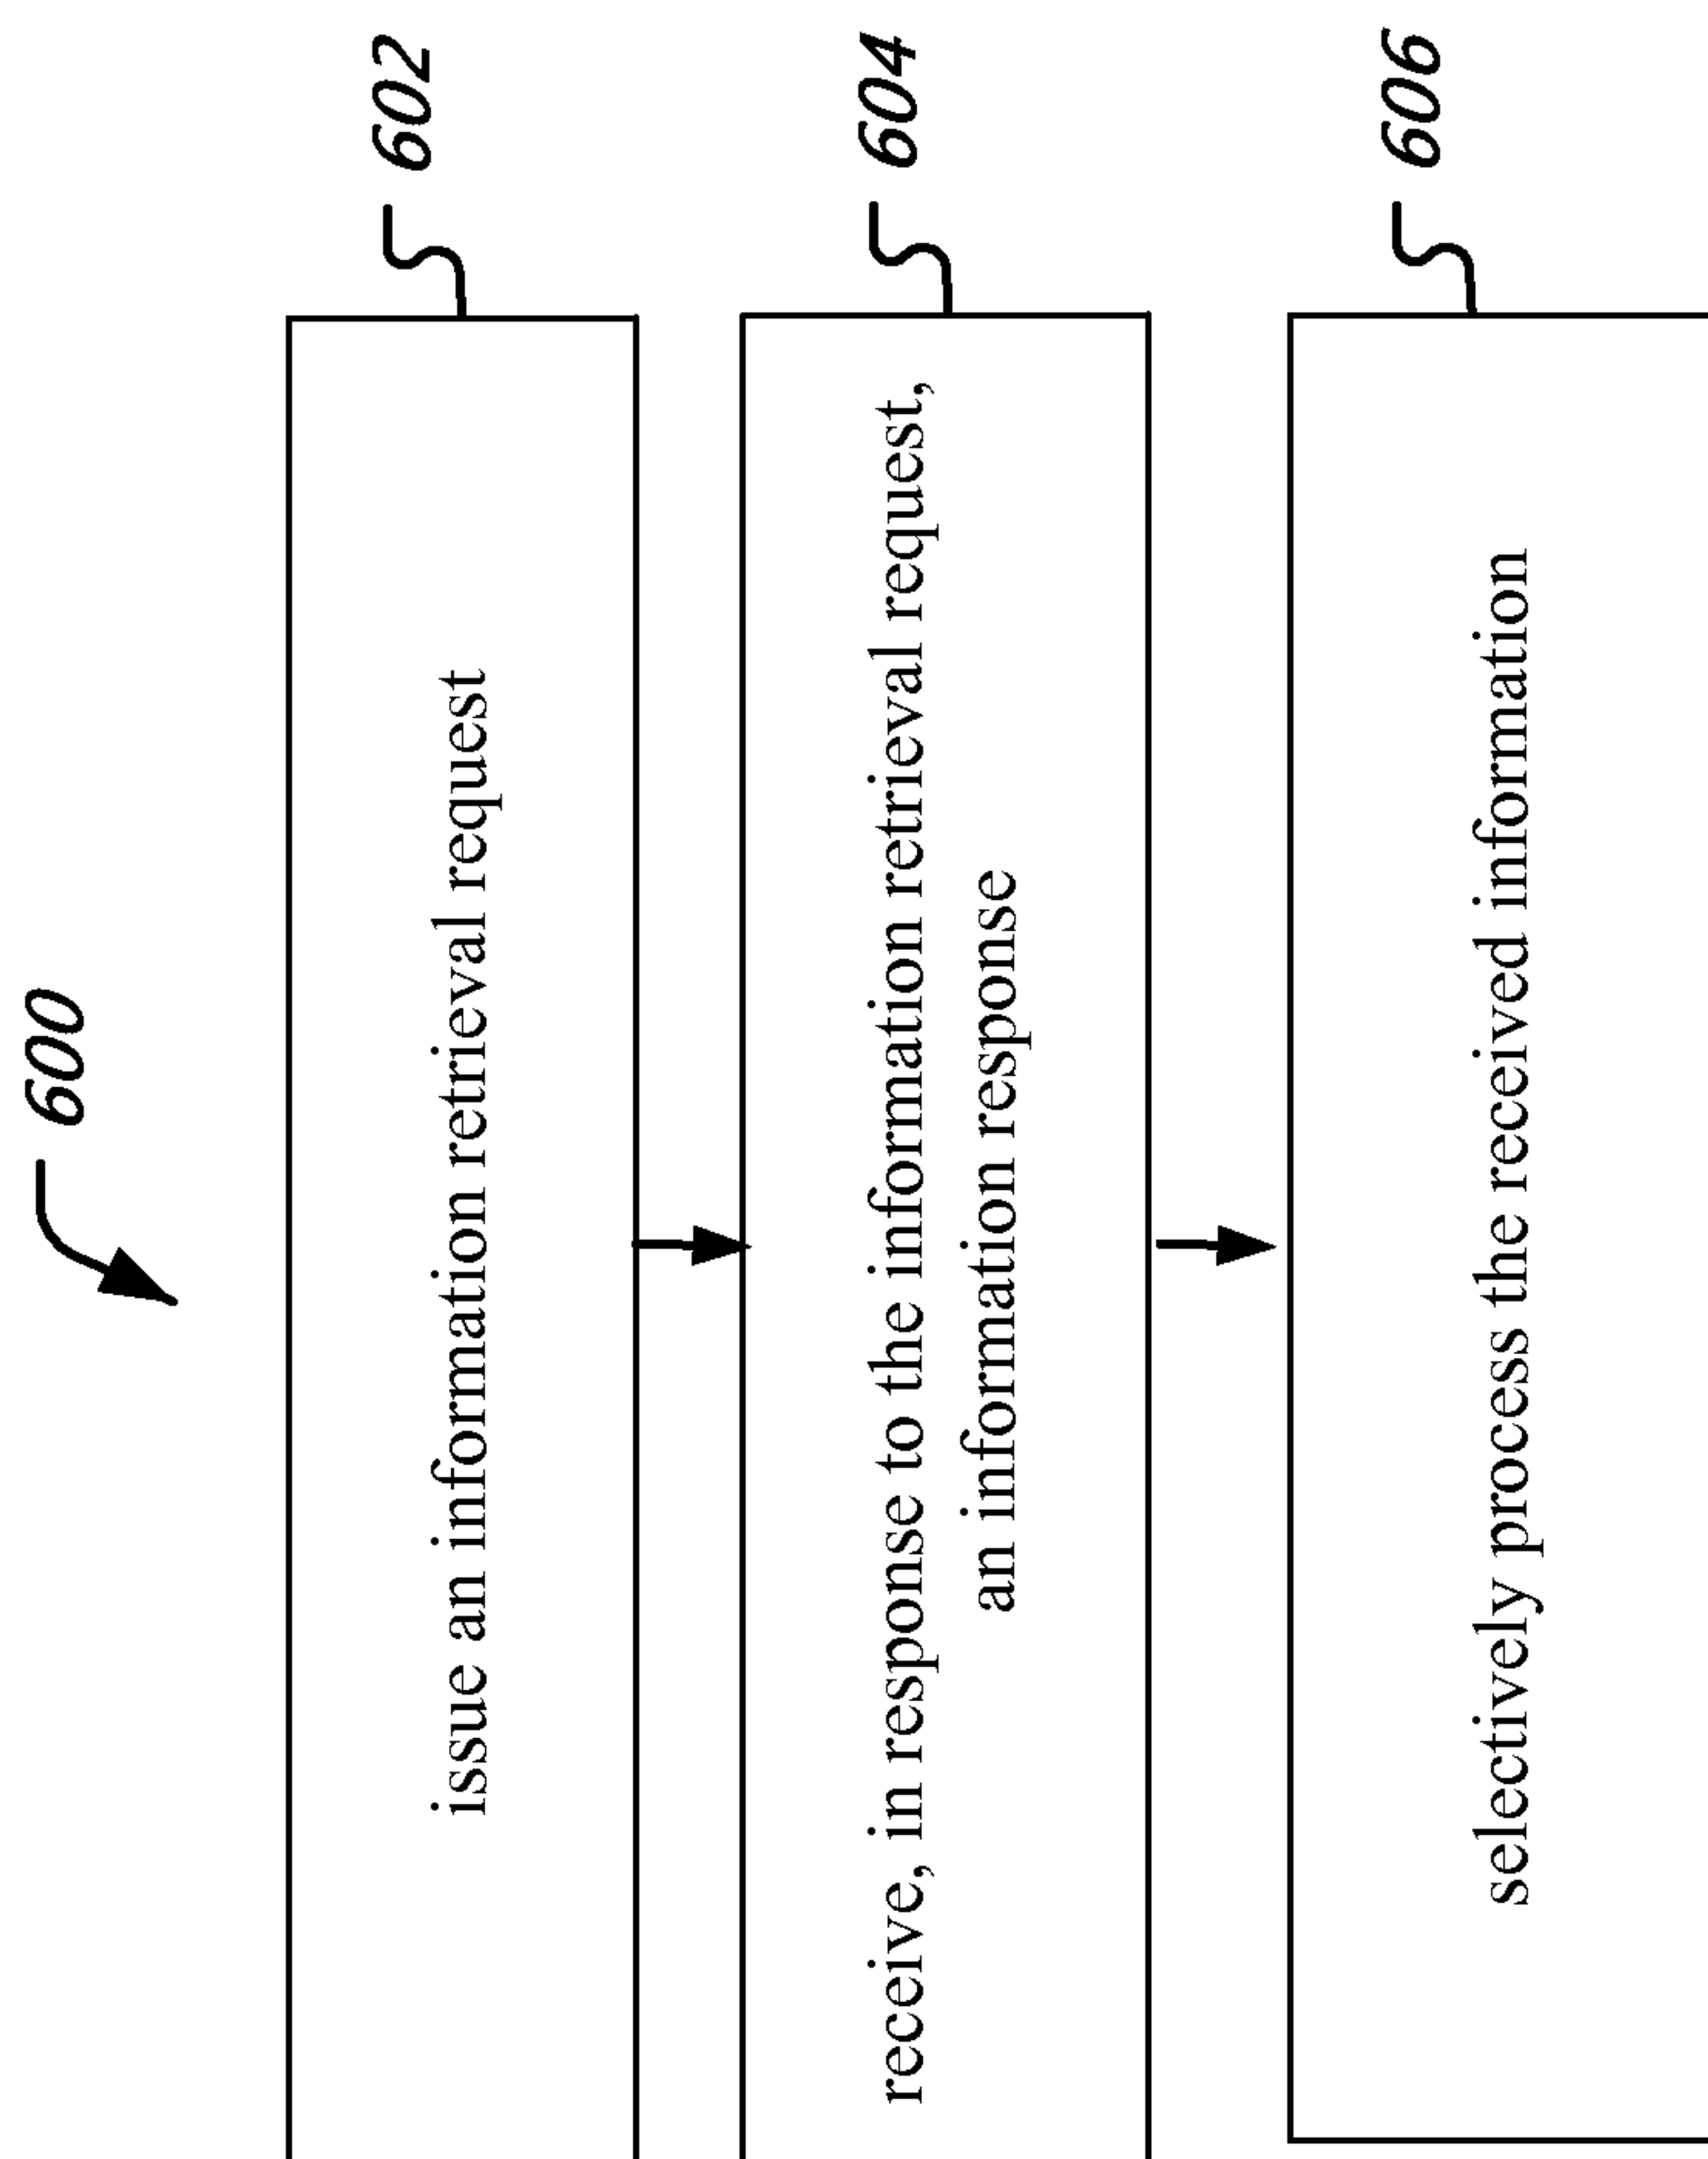 600
602
issue an information retrieval request
604
receive, in response to the information retrieval request,
an information response
606
selectively process the received information